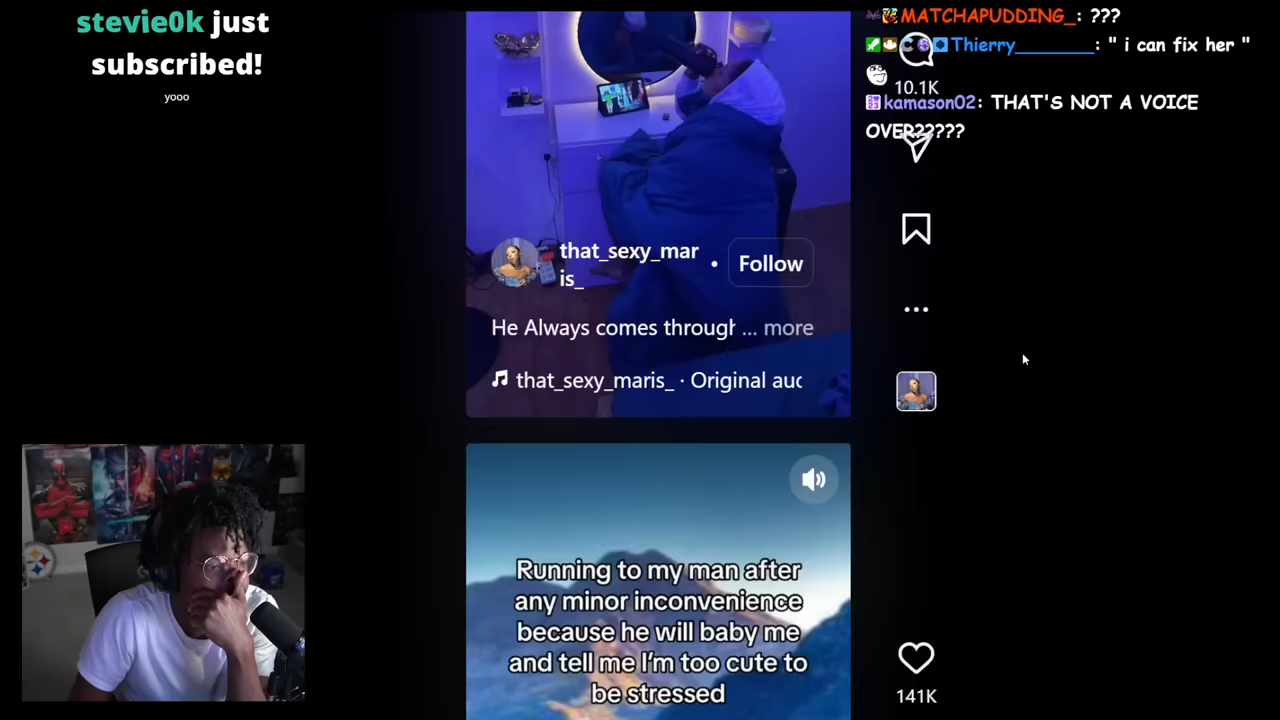 stevie0k just
subscribed!
yooo
MATCHAPUDDING_: ???
Thierry_______: " i can fix her "
10.1K
kamason02: THAT'S NOT A VOICE
OVER?????
that_sexy_mar
is_
• Follow
He Always comes through ... more
that_sexy_maris_ · Original auc
Running to my man after
any minor inconvenience
because he will baby me
and tell me I'm too cute to
be stressed
141K